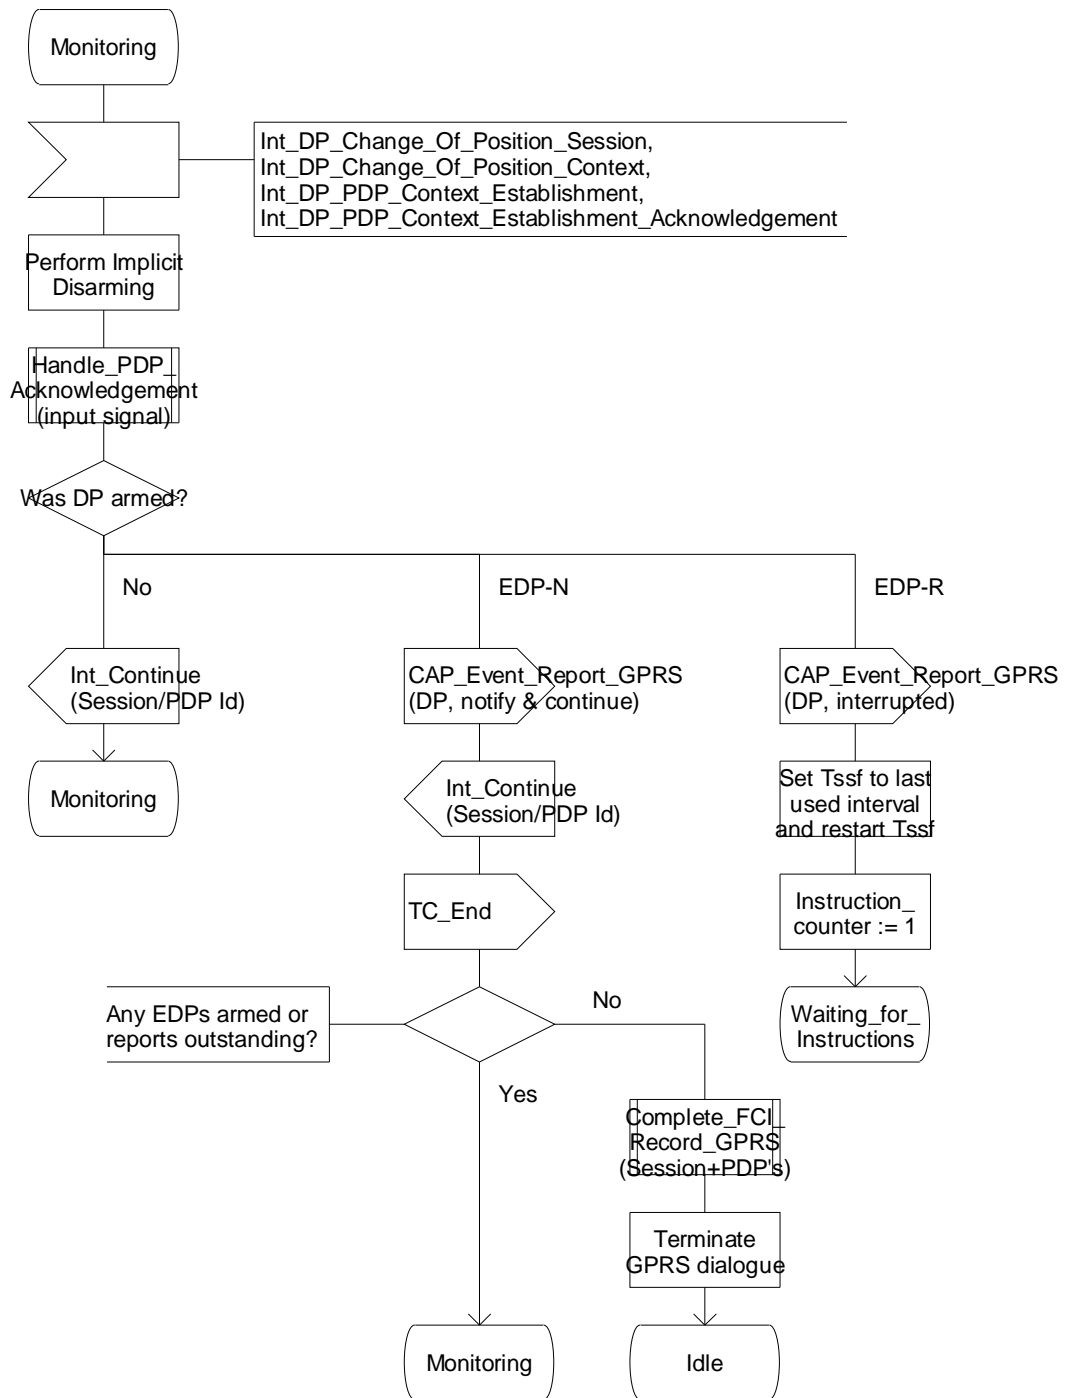 Monitoring
Int_DP_Change_Of_Position_Session,
Int_DP_Change_Of_Position_Context,
Int_DP_PDP_Context_Establishment,
Int_DP_PDP_Context_Establishment_Acknowledgement
Perform Implicit
Disarming
Handle_PDP_
Acknowledgement
(input signal)
Was DP armed?
No
EDP-N
EDP-R
Int_Continue
(Session/PDP Id)
CAP_Event_Report_GPRS
(DP, notify & continue)
CAP_Event_Report_GPRS
(DP, interrupted)
Monitoring
Int_Continue
(Session/PDP Id)
Set Tssf to last
used interval
and restart Tssf
TC_End
Instruction_
counter := 1
Any EDPs armed or
reports outstanding?
No
Waiting_for_
Instructions
Yes
Complete_FCI_
Record_GPRS
(Session+PDP's)
Terminate
GPRS dialogue
Monitoring
Idle